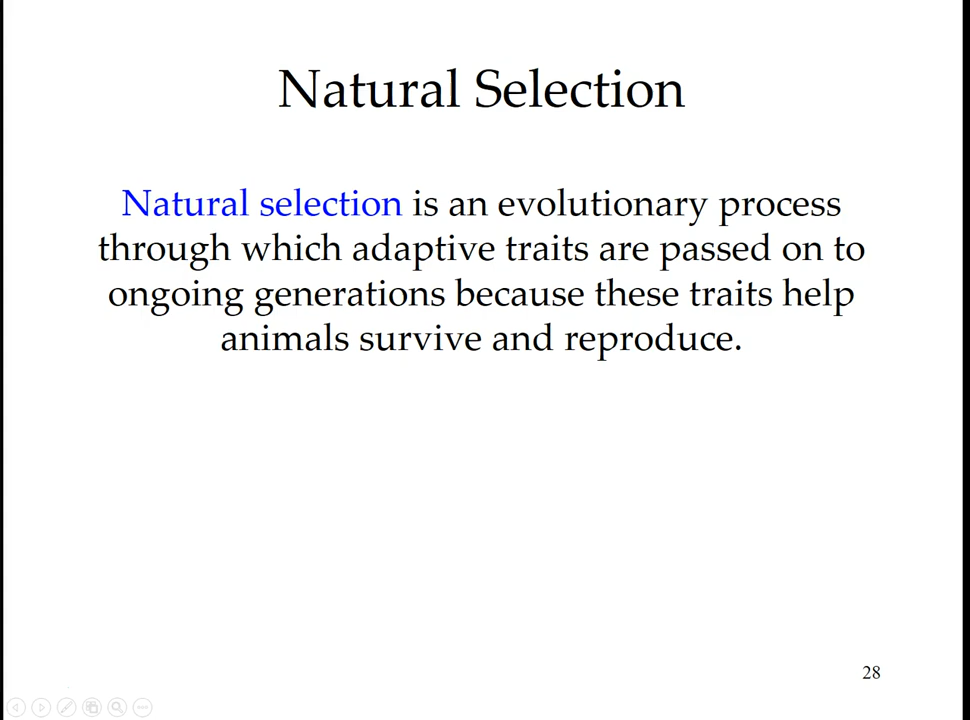 Natural Selection
Natural selection is an evolutionary process
through which adaptive traits are passed on to
ongoing generations because these traits help
animals survive and reproduce.
28